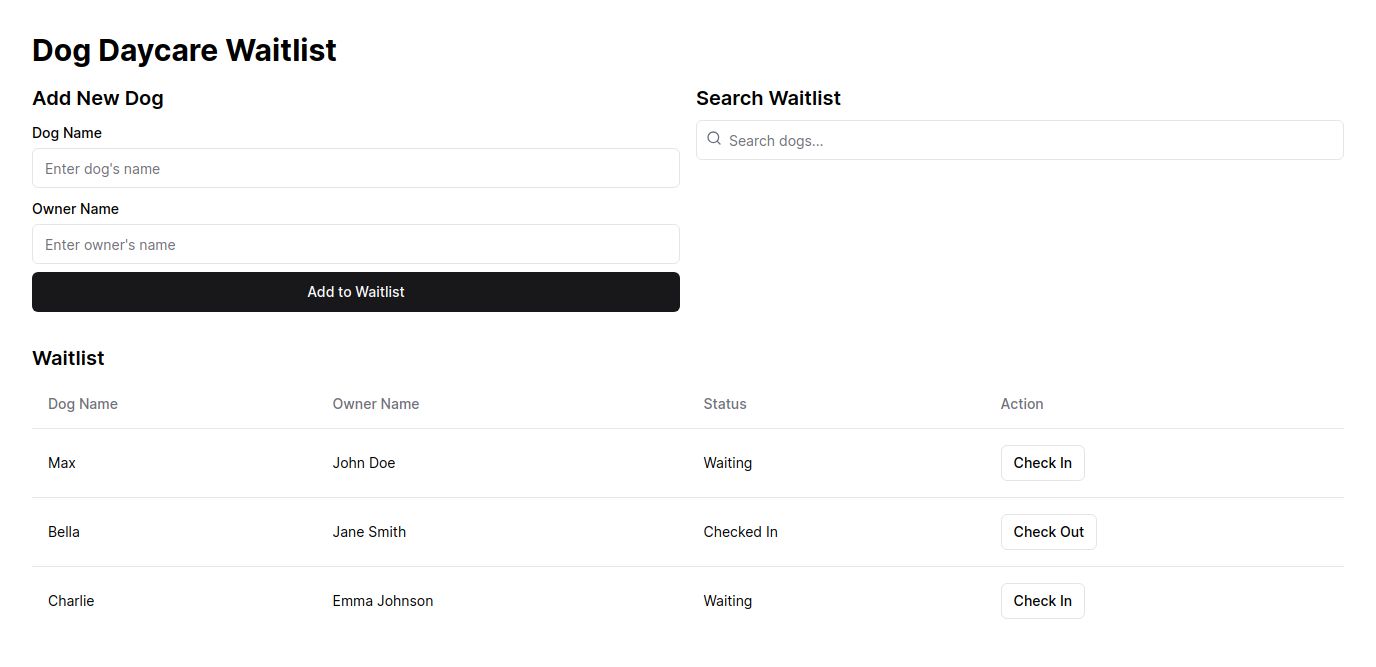 Dog Daycare Waitlist
Add New Dog
Dog Name
Enter dog's name
Owner Name
Enter owner's name
Add to Waitlist
Search Waitlist
Search dogs...
Waitlist
Dog Name Owner Name Status Action
Max John Doe Waiting Check In
Bella Jane Smith Checked In Check Out
Charlie Emma Johnson Waiting Check In